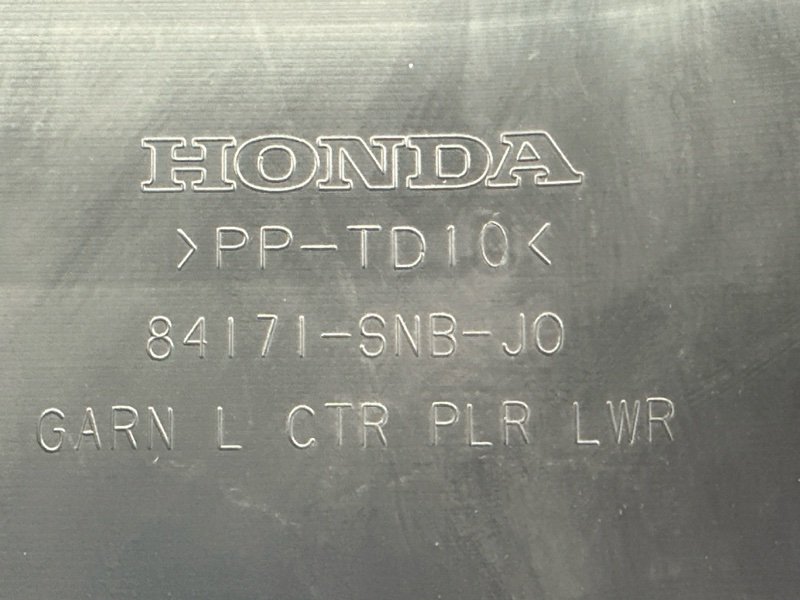 HONDA
>PP-TD10<
84171-SNB-J0
GARN L CTR PLR LWR